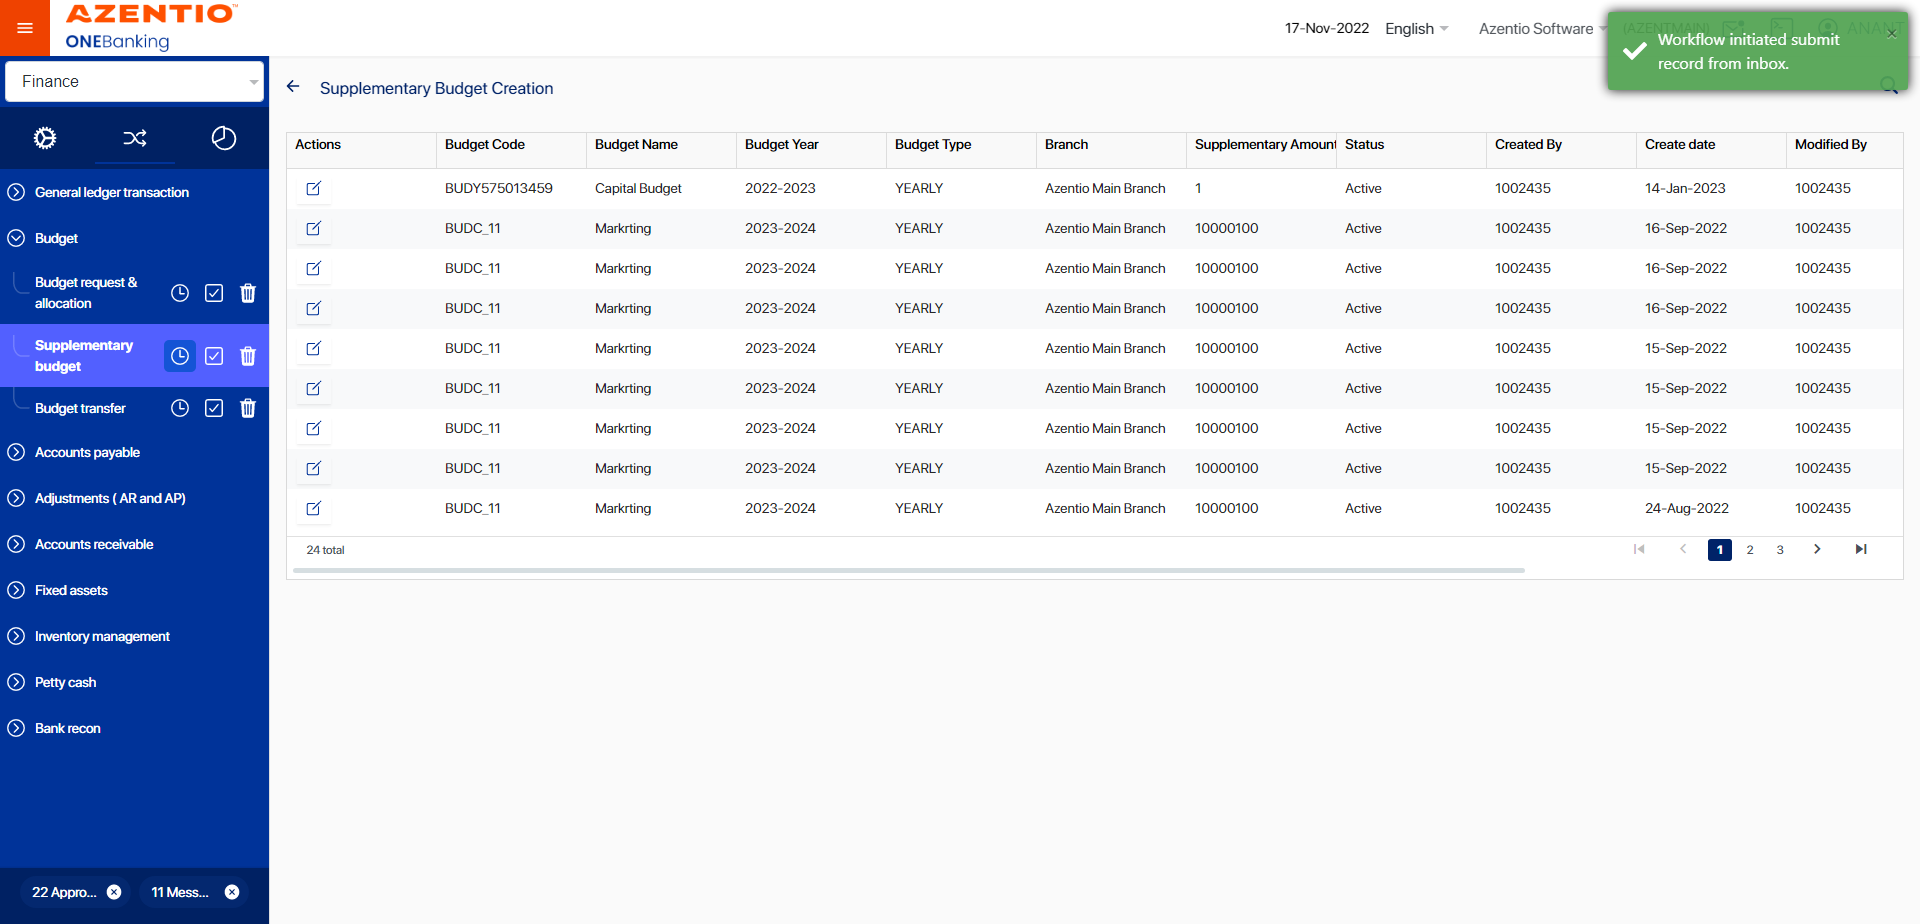 AZENTIO™
ONEBanking
17-Nov-2022 English Azentio Software (AZENTMAIN) ANANT
Workflow initiated submit
record from inbox.
×
Finance
Supplementary Budget Creation
General ledger transaction
Budget
Budget request &
allocation
Supplementary
budget
Budget transfer
Accounts payable
Adjustments ( AR and AP)
Accounts receivable
Fixed assets
Inventory management
Petty cash
Bank recon
22 Appro...
11 Mess...
Actions Budget Code Budget Name Budget Year Budget Type Branch Supplementary Amount Status Created By Create date Modified By
BUDY575013459 Capital Budget 2022-2023 YEARLY Azentio Main Branch 1 Active 1002435 14-Jan-2023 1002435
BUDC_11 Markrting 2023-2024 YEARLY Azentio Main Branch 10000100 Active 1002435 16-Sep-2022 1002435
BUDC_11 Markrting 2023-2024 YEARLY Azentio Main Branch 10000100 Active 1002435 16-Sep-2022 1002435
BUDC_11 Markrting 2023-2024 YEARLY Azentio Main Branch 10000100 Active 1002435 16-Sep-2022 1002435
BUDC_11 Markrting 2023-2024 YEARLY Azentio Main Branch 10000100 Active 1002435 15-Sep-2022 1002435
BUDC_11 Markrting 2023-2024 YEARLY Azentio Main Branch 10000100 Active 1002435 15-Sep-2022 1002435
BUDC_11 Markrting 2023-2024 YEARLY Azentio Main Branch 10000100 Active 1002435 15-Sep-2022 1002435
BUDC_11 Markrting 2023-2024 YEARLY Azentio Main Branch 10000100 Active 1002435 15-Sep-2022 1002435
BUDC_11 Markrting 2023-2024 YEARLY Azentio Main Branch 10000100 Active 1002435 24-Aug-2022 1002435
24 total
1 2 3